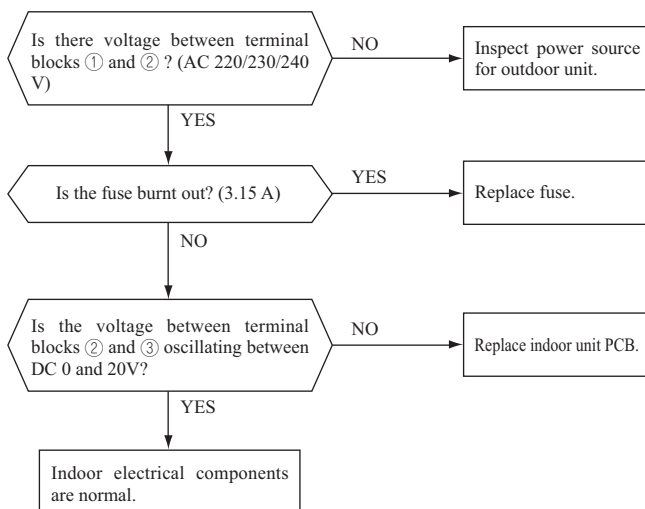 Is there voltage between terminal
blocks ① and ② ? (AC 220/230/240
V)
NO
Inspect power source
for outdoor unit.
YES
Is the fuse burnt out? (3.15 A)
YES
Replace fuse.
NO
Is the voltage between terminal
blocks ② and ③ oscillating between
DC 0 and 20V?
NO
Replace indoor unit PCB.
YES
Indoor electrical components
are normal.